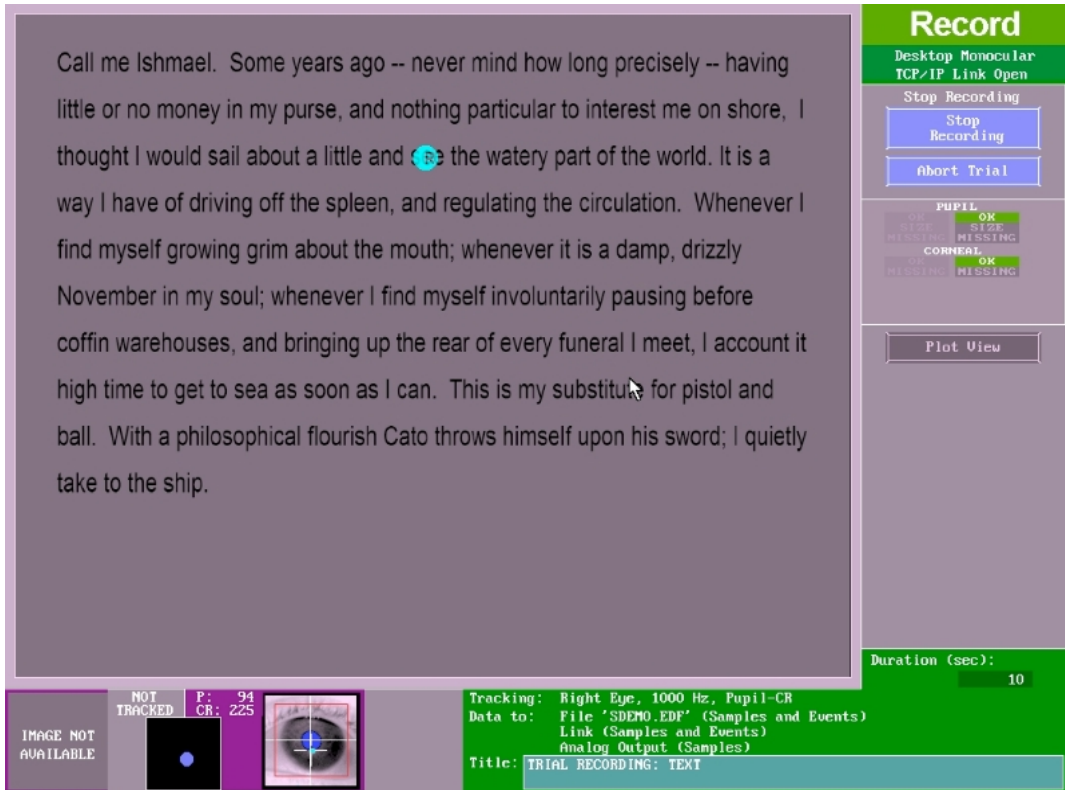 Call me Ishmael.  Some years ago -- never mind how long precisely -- having
little or no money in my purse, and nothing particular to interest me on shore,  I
thought I would sail about a little and R the watery part of the world. It is a
way I have of driving off the spleen, and regulating the circulation.  Whenever I
find myself growing grim about the mouth; whenever it is a damp, drizzly
November in my soul; whenever I find myself involuntarily pausing before
coffin warehouses, and bringing up the rear of every funeral I meet, I account it
high time to get to sea as soon as I can.  This is my substitute for pistol and
ball.  With a philosophical flourish Cato throws himself upon his sword; I quietly
take to the ship.
Record
Desktop Monocular
TCP/IP Link Open
Stop Recording
Stop
Recording
Abort Trial
PUPIL
OK OK
SIZE SIZE
MISSING MISSING
CORNEAL
OK OK
MISSING MISSING
Plot View
Duration (sec):
10
IMAGE NOT
AVAILABLE
NOT
TRACKED
P: 94
CR: 225
Tracking: Right Eye, 1000 Hz, Pupil-CR
Data to: File 'SDEMO.EDF' (Samples and Events)
Link (Samples and Events)
Analog Output (Samples)
Title: TRIAL RECORDING: TEXT